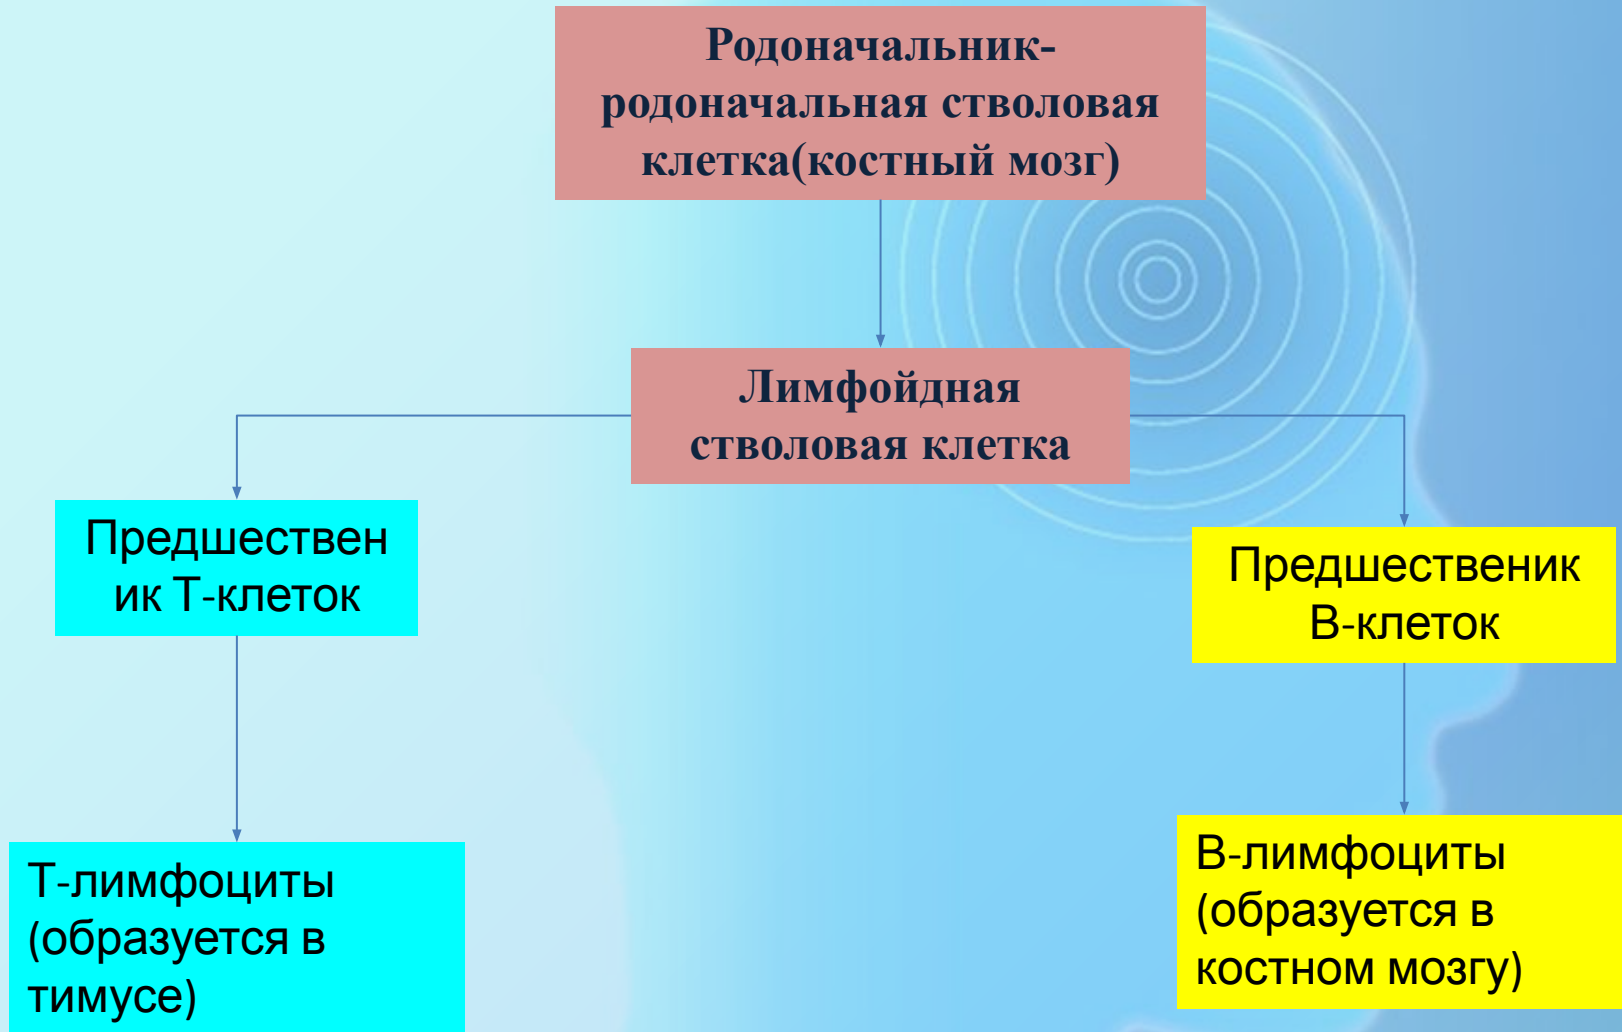 Родоначальник-
родоначальная стволовая
клетка(костный мозг)
Лимфойдная
стволовая клетка
Предшествен
ик Т-клеток
Предшественик
В-клеток
Т-лимфоциты
(образуется в
тимусе)
В-лимфоциты
(образуется в
костном мозгу)